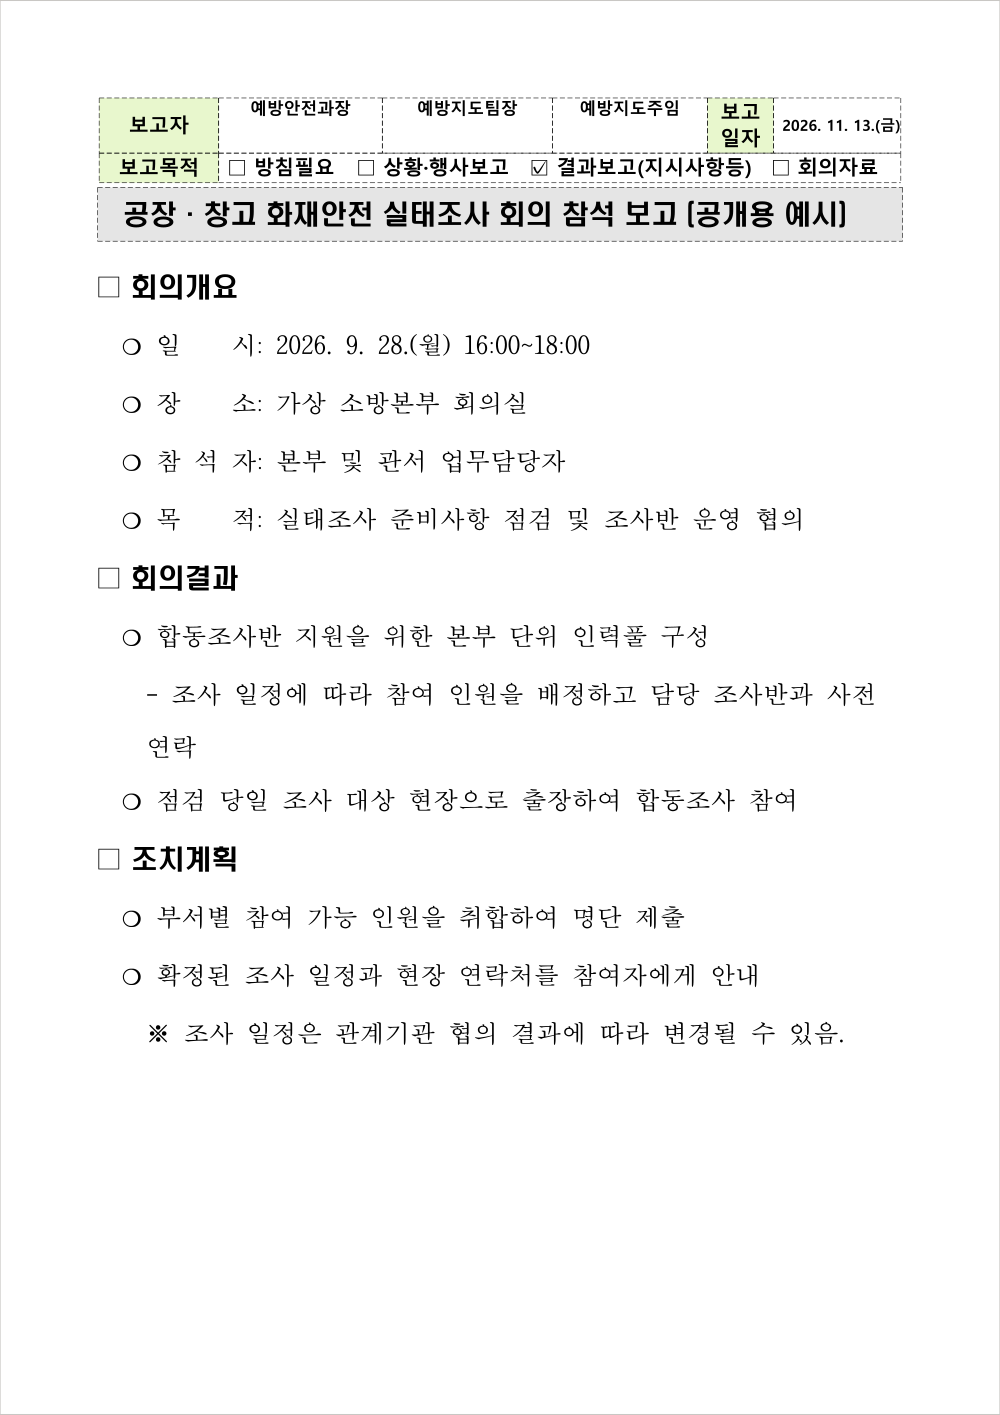 보고자 예방안전과장 예방지도팀장 예방지도주임 보고 일자 2026. 11. 13.(금)
보고목적 □ 방침필요 □ 상황·행사보고 ☑ 결과보고(지시사항등) □ 회의자료
공장 · 창고 화재안전 실태조사 회의 참석 보고 (공개용 예시)
□ 회의개요
❍ 일 시: 2026. 9. 28.(월) 16:00~18:00
❍ 장 소: 가상 소방본부 회의실
❍ 참 석 자: 본부 및 관서 업무담당자
❍ 목 적: 실태조사 준비사항 점검 및 조사반 운영 협의
□ 회의결과
❍ 합동조사반 지원을 위한 본부 단위 인력풀 구성
- 조사 일정에 따라 참여 인원을 배정하고 담당 조사반과 사전
연락
❍ 점검 당일 조사 대상 현장으로 출장하여 합동조사 참여
□ 조치계획
❍ 부서별 참여 가능 인원을 취합하여 명단 제출
❍ 확정된 조사 일정과 현장 연락처를 참여자에게 안내
※ 조사 일정은 관계기관 협의 결과에 따라 변경될 수 있음.